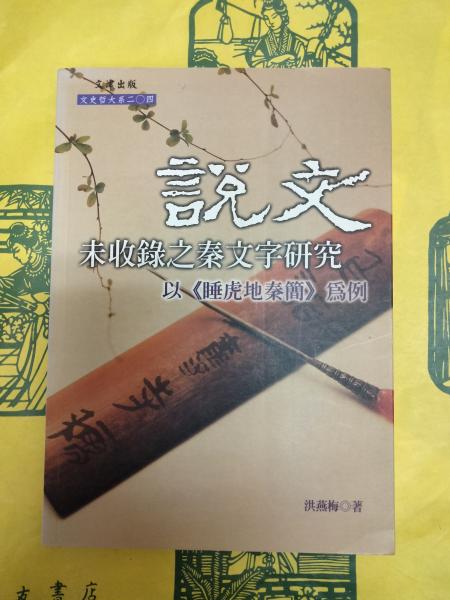 文津出版
文史哲大系二〇四
說文
未收錄之秦文字研究
以《睡虎地秦簡》為例
洪燕梅◎著
書店